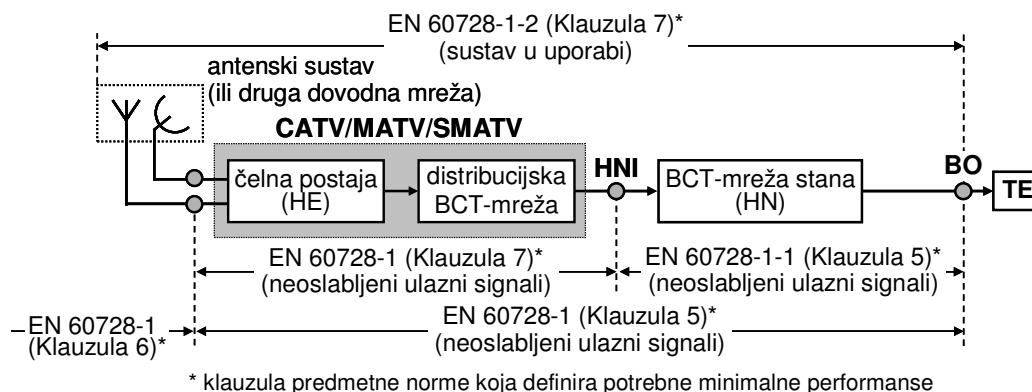 EN 60728-1-2 (Klauzula 7)*
(sustav u uporabi)
antenski sustav
(ili druga dovodna mreža)
CATV/MATV/SMATV
čelna postaja
(HE)
distribucijska
BCT-mreža
HNI
BCT-mreža stana
(HN)
BO
TE
EN 60728-1 (Klauzula 7)*
(neoslabljeni ulazni signali)
EN 60728-1-1 (Klauzula 5)*
(neoslabljeni ulazni signali)
EN 60728-1
(Klauzula 6)*
EN 60728-1 (Klauzula 5)*
(neoslabljeni ulazni signali)
* klauzula predmetne norme koja definira potrebne minimalne performanse